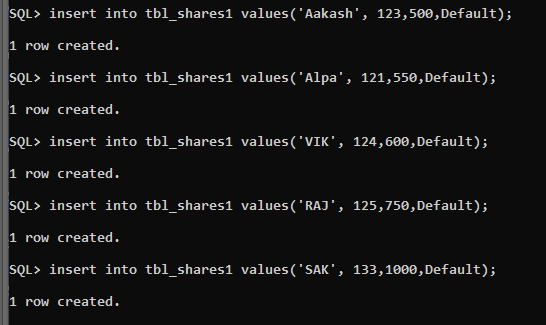 SQL> insert into tbl_shares1 values('Aakash', 123,500,Default);
1 row created.
SQL> insert into tbl_shares1 values('Alpa', 121,550,Default);
1 row created.
SQL> insert into tbl_shares1 values('VIK', 124,600,Default);
1 row created.
SQL> insert into tbl_shares1 values('RAJ', 125,750,Default);
1 row created.
SQL> insert into tbl_shares1 values('SAK', 133,1000,Default);
1 row created.